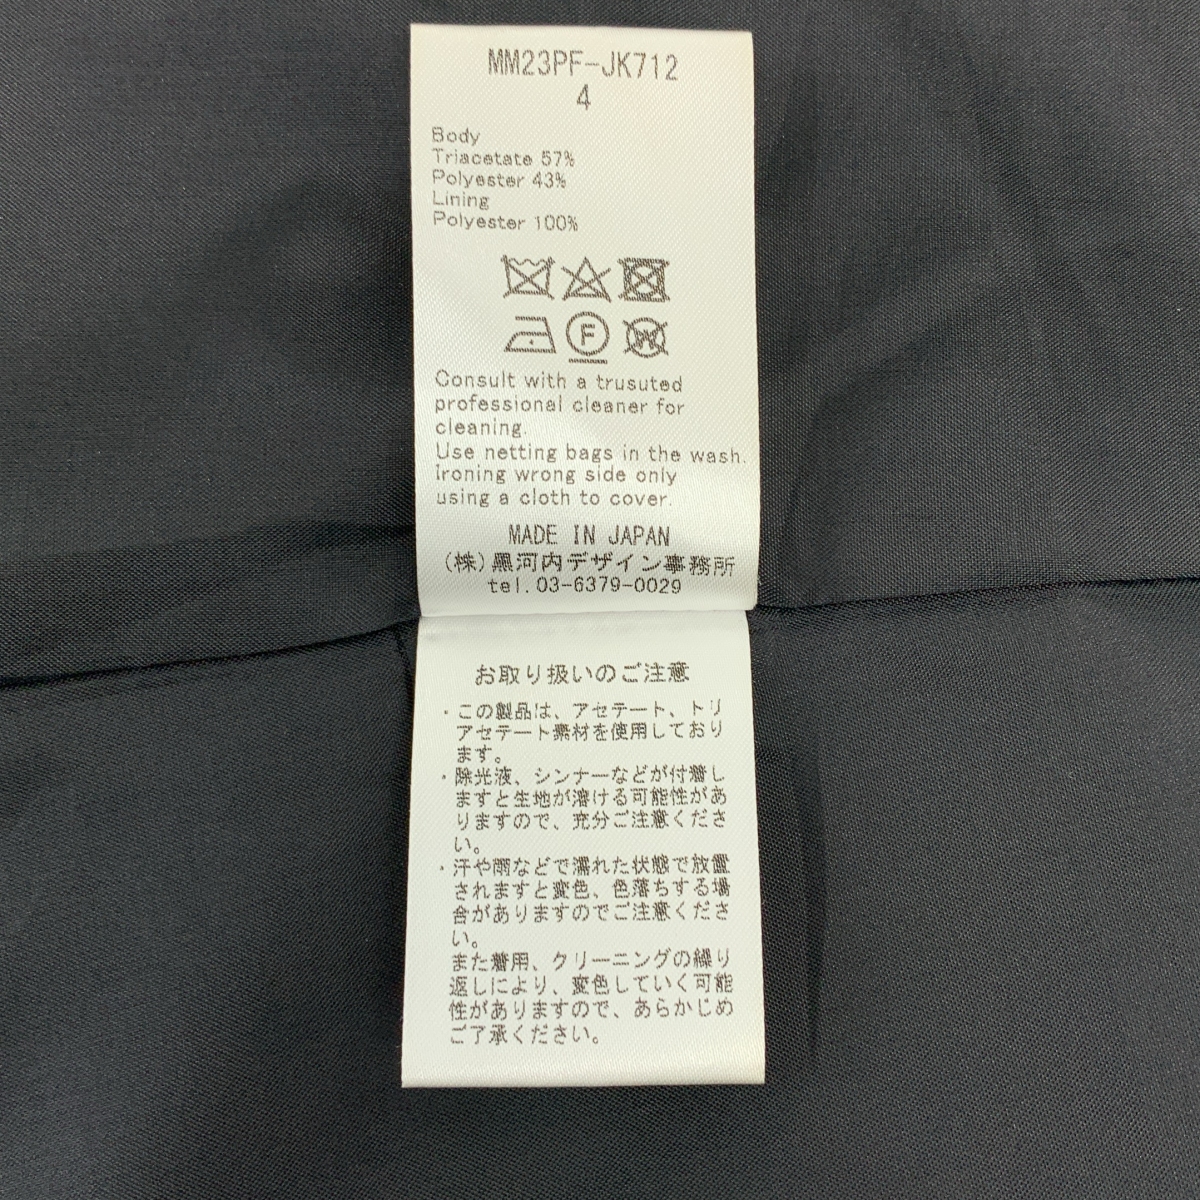 MM23PF-JK712
4
Body
Triacetate 57%
Polyester 43%
Lining
Polyester 100%
F
W
Consult with a trusuted
professional cleaner for
cleaning.
Use netting bags in the wash.
Ironing wrong side only
using a cloth to cover.
MADE IN JAPAN
(株)黒河内デザイン事務所
tel.03-6379-0029
お取り扱いのご注意
・この製品は、アセテート、トリ
アセテート素材を使用しており
ます。
・除光液、シンナーなどが付着し
ますと生地が溶ける可能性があ
りますので、充分ご注意くださ
い。
・汗や雨などで濡れた状態で放置
されますと変色、色落ちする場
合がありますのでご注意くださ
い。
また着用、クリーニングの繰り
返しにより、変色していく可能
性がありますので、あらかじめ
ご了承ください。